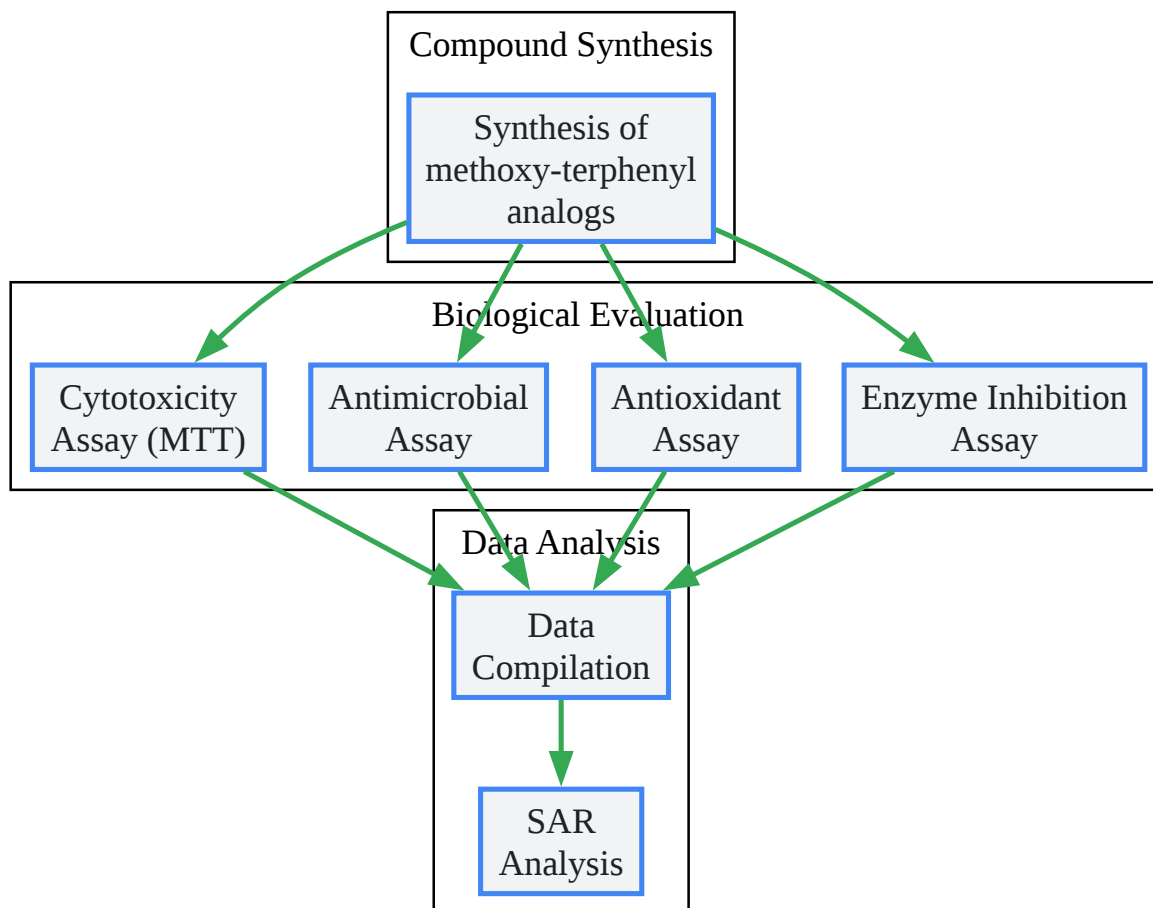 Compound Synthesis
Synthesis of
methoxy-terphenyl
analogs
Biological Evaluation
Cytotoxicity
Assay (MTT)
Antimicrobial
Assay
Antioxidant
Assay
Enzyme Inhibition
Assay
Data Analysis
Data
Compilation
SAR
Analysis